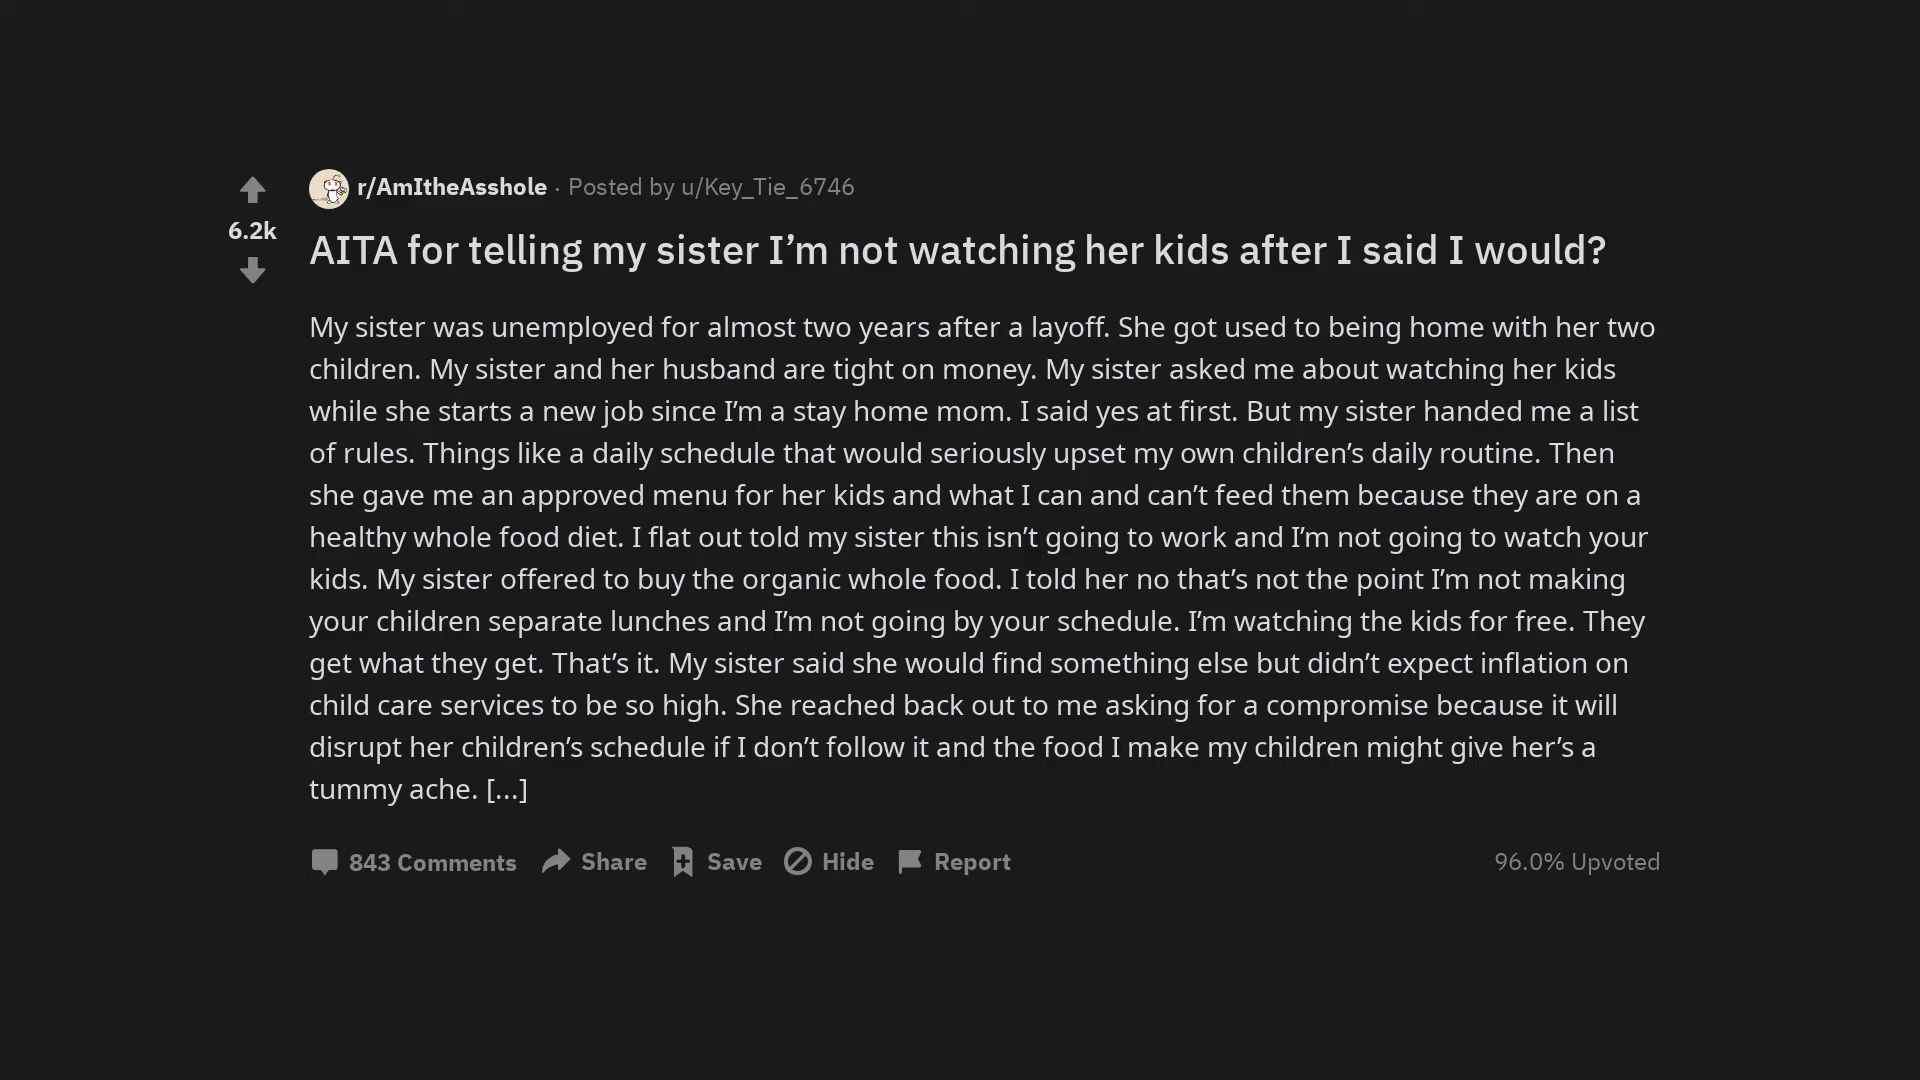 r/AmItheAsshole · Posted by u/Key_Tie_6746
6.2k
AITA for telling my sister I’m not watching her kids after I said I would?
My sister was unemployed for almost two years after a layoff. She got used to being home with her two
children. My sister and her husband are tight on money. My sister asked me about watching her kids
while she starts a new job since I’m a stay home mom. I said yes at first. But my sister handed me a list
of rules. Things like a daily schedule that would seriously upset my own children’s daily routine. Then
she gave me an approved menu for her kids and what I can and can’t feed them because they are on a
healthy whole food diet. I flat out told my sister this isn’t going to work and I’m not going to watch your
kids. My sister offered to buy the organic whole food. I told her no that’s not the point I’m not making
your children separate lunches and I’m not going by your schedule. I’m watching the kids for free. They
get what they get. That’s it. My sister said she would find something else but didn’t expect inflation on
child care services to be so high. She reached back out to me asking for a compromise because it will
disrupt her children’s schedule if I don’t follow it and the food I make my children might give her’s a
tummy ache. [...]
843 Comments Share Save Hide Report 96.0% Upvoted